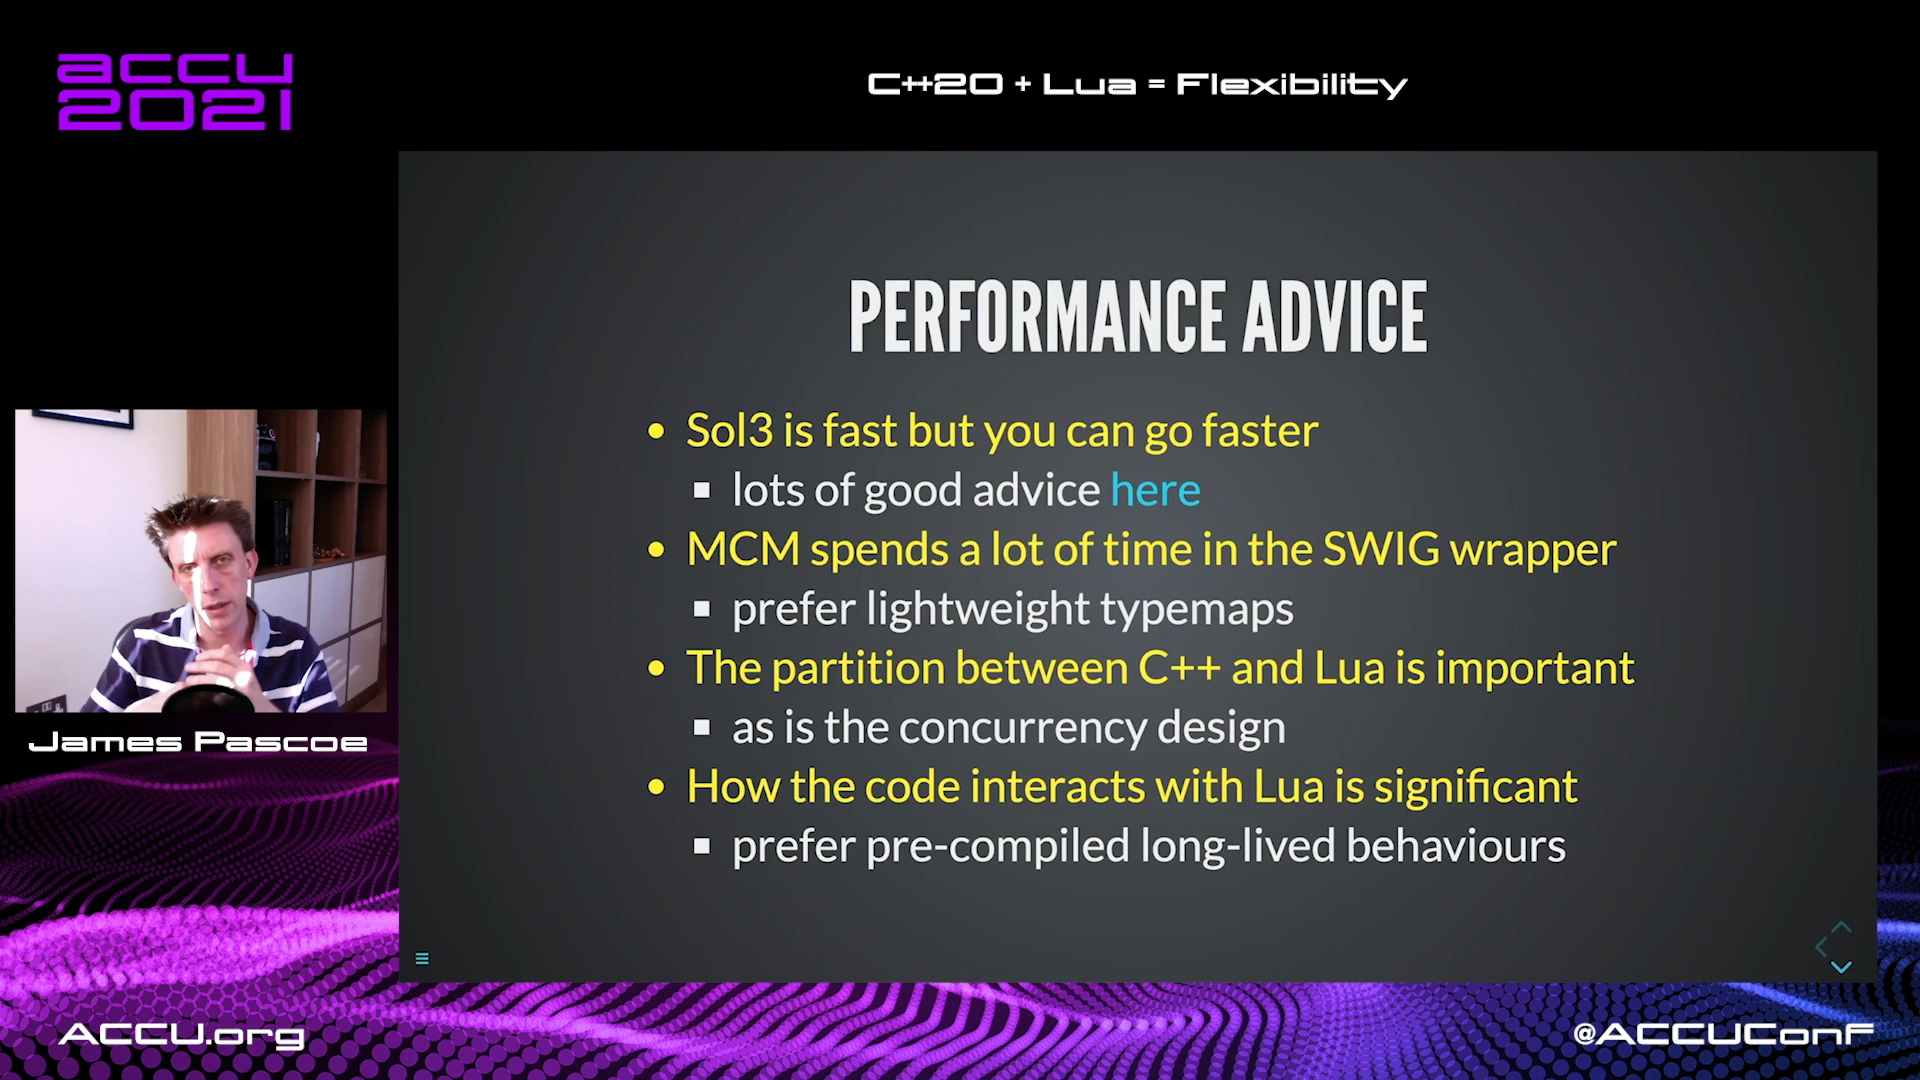 accu
2021
C++20 + Lua = Flexibility
PERFORMANCE ADVICE
• Sol3 is fast but you can go faster
▪ lots of good advice here
• MCM spends a lot of time in the SWIG wrapper
▪ prefer lightweight typemaps
• The partition between C++ and Lua is important
▪ as is the concurrency design
• How the code interacts with Lua is significant
▪ prefer pre-compiled long-lived behaviours
James Pascoe
ACCU.org
@ACCUConf